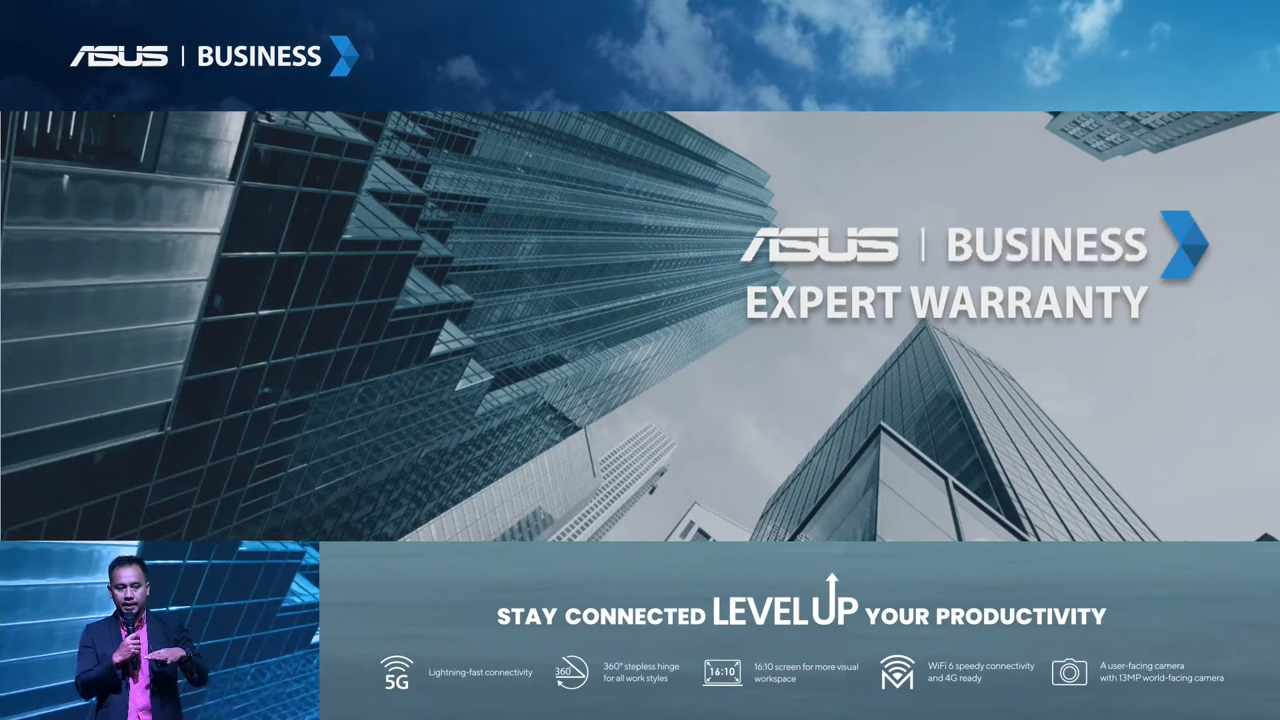 ASUS | BUSINESS
ASUS | BUSINESS
EXPERT WARRANTY
STAY CONNECTED LEVEL UP YOUR PRODUCTIVITY
5G
Lightning-fast connectivity
360°
360° stepless hinge
for all work styles
16:10
16:10 screen for more visual
workspace
WiFi 6 speedy connectivity
and 4G ready
A user-facing camera
with 13MP world-facing camera